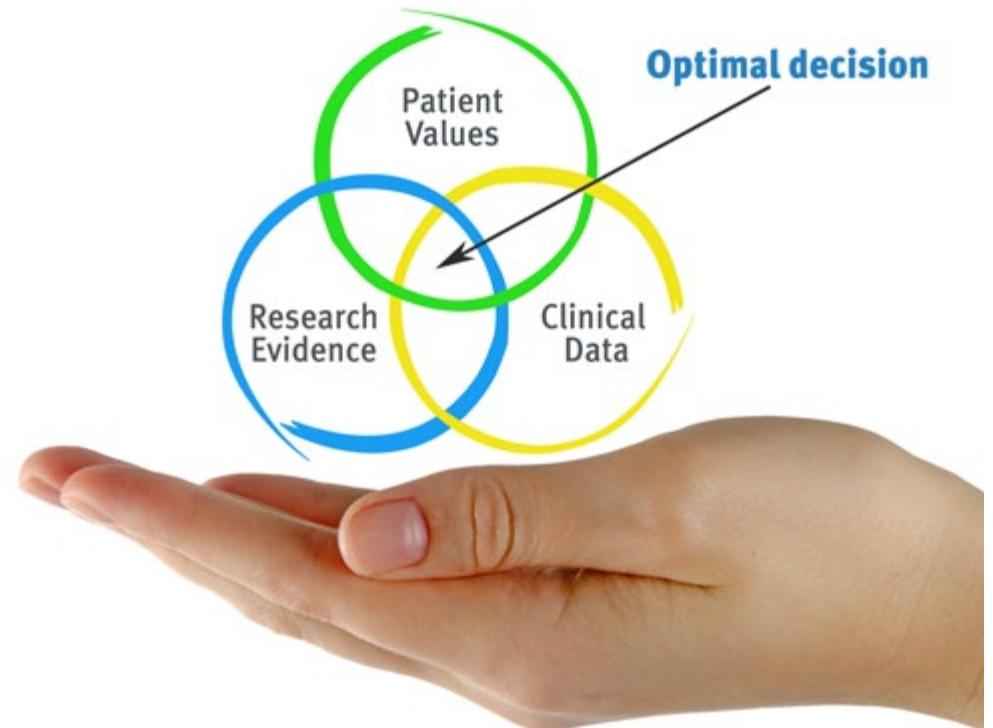 Optimal decision
Patient
Values
Research
Evidence
Clinical
Data